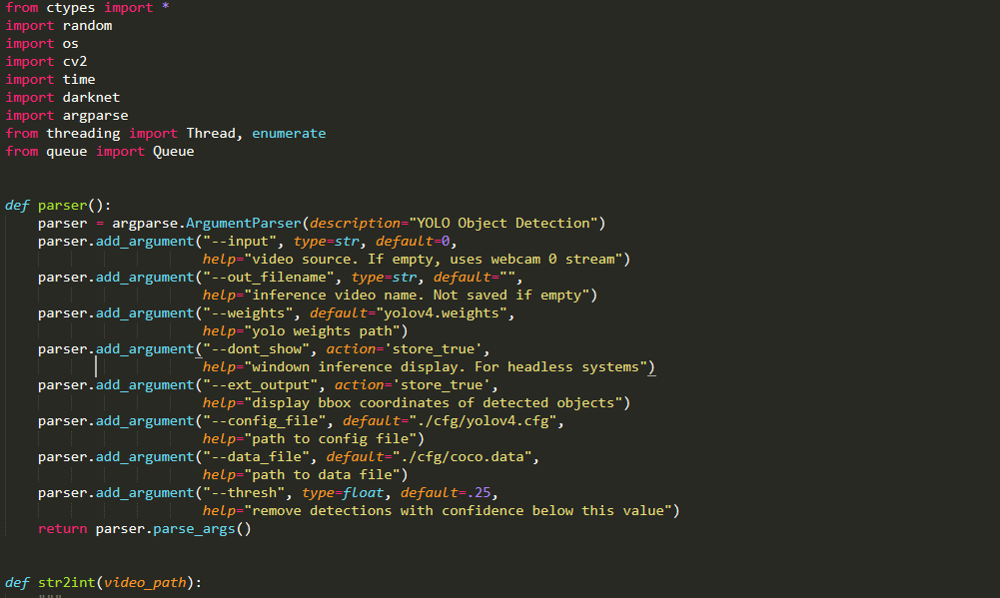 from ctypes import *
import random
import os
import cv2
import time
import darknet
import argparse
from threading import Thread, enumerate
from queue import Queue
def parser():
    parser = argparse.ArgumentParser(description="YOLO Object Detection")
    parser.add_argument("--input", type=str, default=0,
                        help="video source. If empty, uses webcam 0 stream")
    parser.add_argument("--out_filename", type=str, default="",
                        help="inference video name. Not saved if empty")
    parser.add_argument("--weights", default="yolov4.weights",
                        help="yolo weights path")
    parser.add_argument("--dont_show", action='store_true',
                        help="windown inference display. For headless systems")
    parser.add_argument("--ext_output", action='store_true',
                        help="display bbox coordinates of detected objects")
    parser.add_argument("--config_file", default="./cfg/yolov4.cfg",
                        help="path to config file")
    parser.add_argument("--data_file", default="./cfg/coco.data",
                        help="path to data file")
    parser.add_argument("--thresh", type=float, default=.25,
                        help="remove detections with confidence below this value")
    return parser.parse_args()
def str2int(video_path):
    """